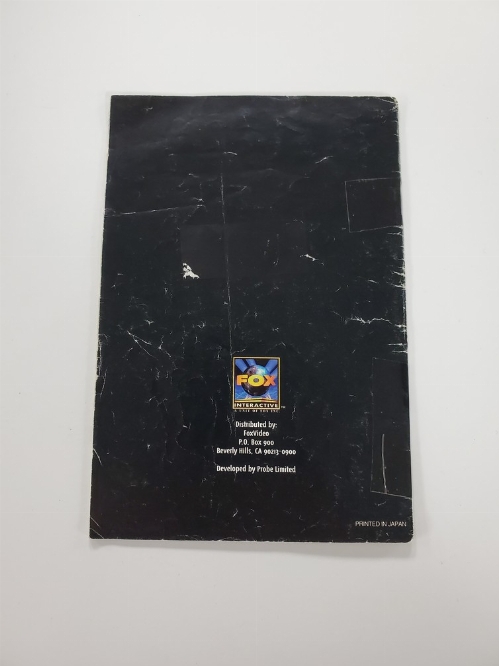 FOX
INTERACTIVE
Distributed by:
FoxVideo
P.O. Box 900
Beverly Hills, CA 90213-0900
Developed by Probe Limited
PRINTED IN JAPAN